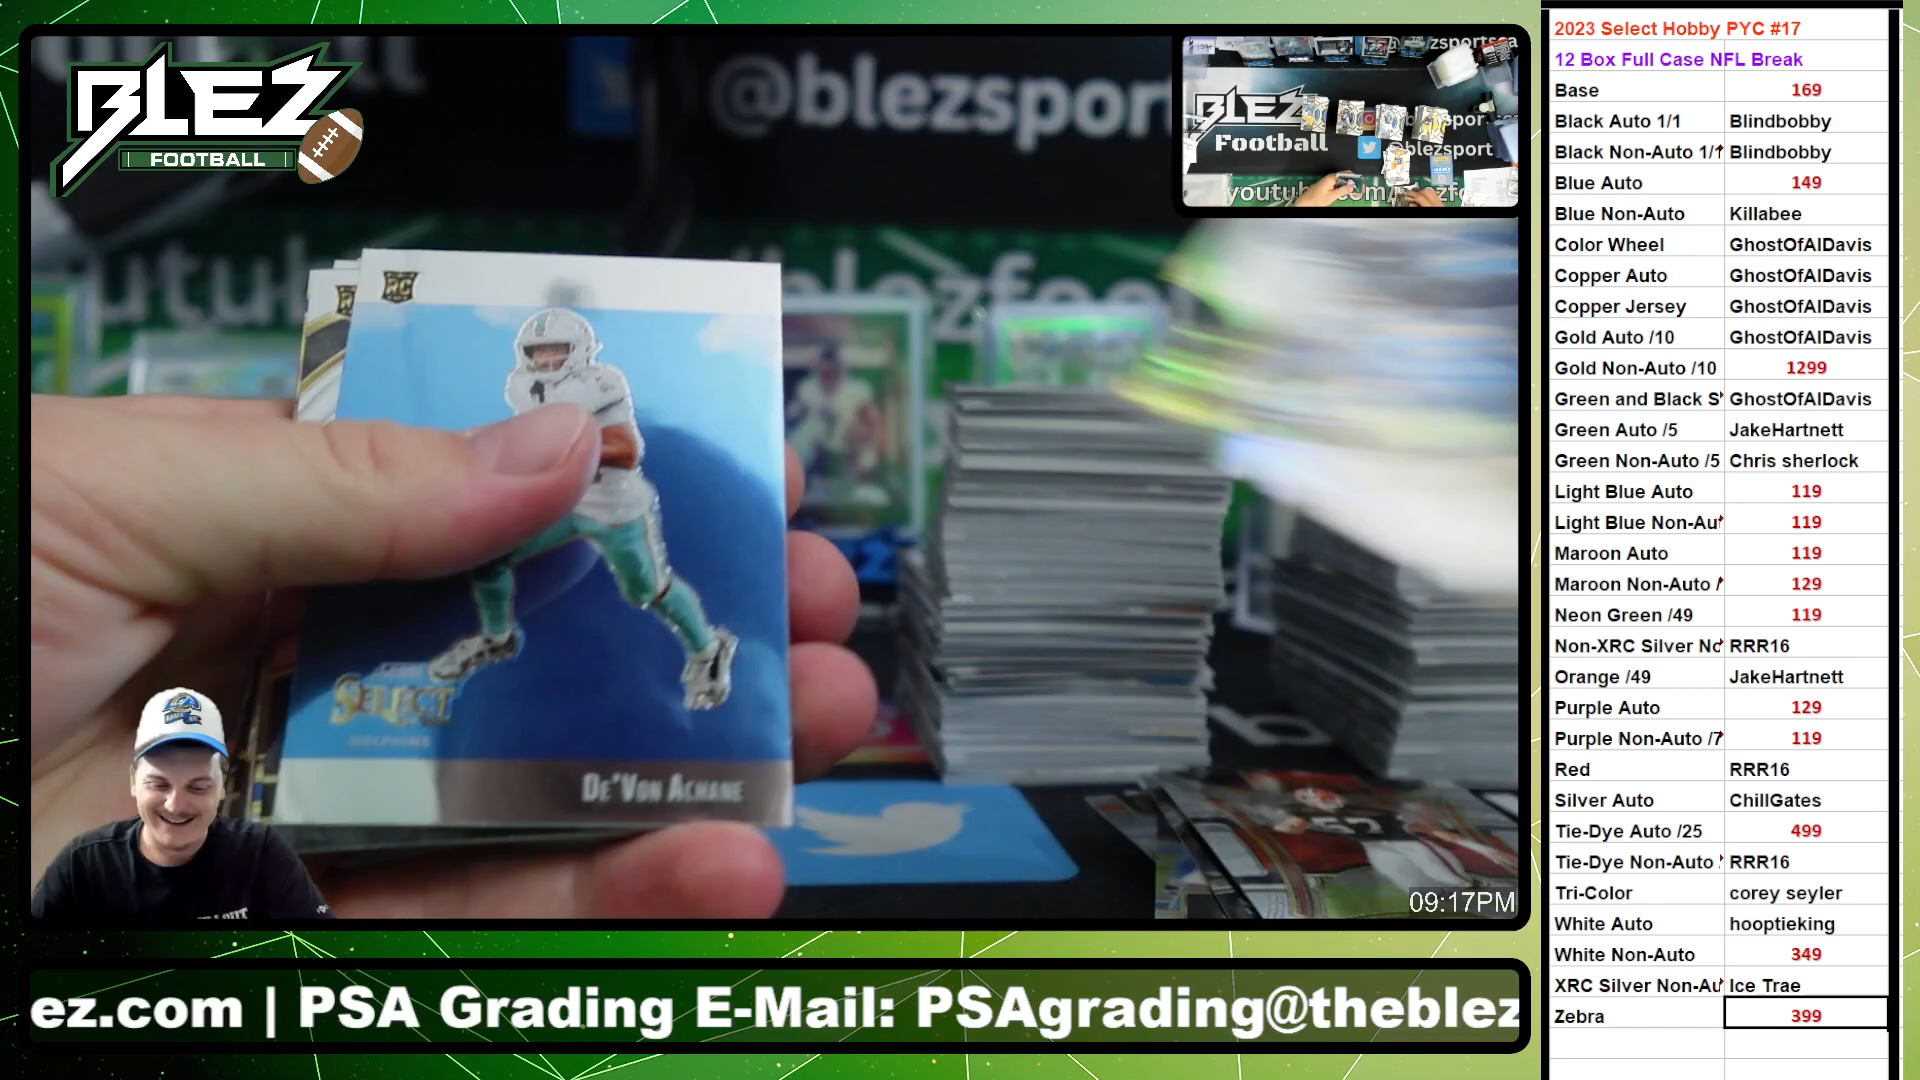 BLEZ
FOOTBALL
@blezsport
RC
SELECT
DOLPHINS
DE'VON ACHANE
BLEZ
Football
09:17PM
ez.com | PSA Grading E-Mail: PSAgrading@theblez
2023 Select Hobby PYC #17
12 Box Full Case NFL Break
Base 169
Black Auto 1/1 Blindbobby
Black Non-Auto 1/1 Blindbobby
Blue Auto 149
Blue Non-Auto Killabee
Color Wheel GhostOfAlDavis
Copper Auto GhostOfAlDavis
Copper Jersey GhostOfAlDavis
Gold Auto /10 GhostOfAlDavis
Gold Non-Auto /10 1299
Green and Black S GhostOfAlDavis
Green Auto /5 JakeHartnett
Green Non-Auto /5 Chris sherlock
Light Blue Auto 119
Light Blue Non-Au 119
Maroon Auto 119
Maroon Non-Auto / 129
Neon Green /49 119
Non-XRC Silver No RRR16
Orange /49 JakeHartnett
Purple Auto 129
Purple Non-Auto /7 119
Red RRR16
Silver Auto ChillGates
Tie-Dye Auto /25 499
Tie-Dye Non-Auto RRR16
Tri-Color corey seyler
White Auto hooptieking
White Non-Auto 349
XRC Silver Non-Au Ice Trae
Zebra 399